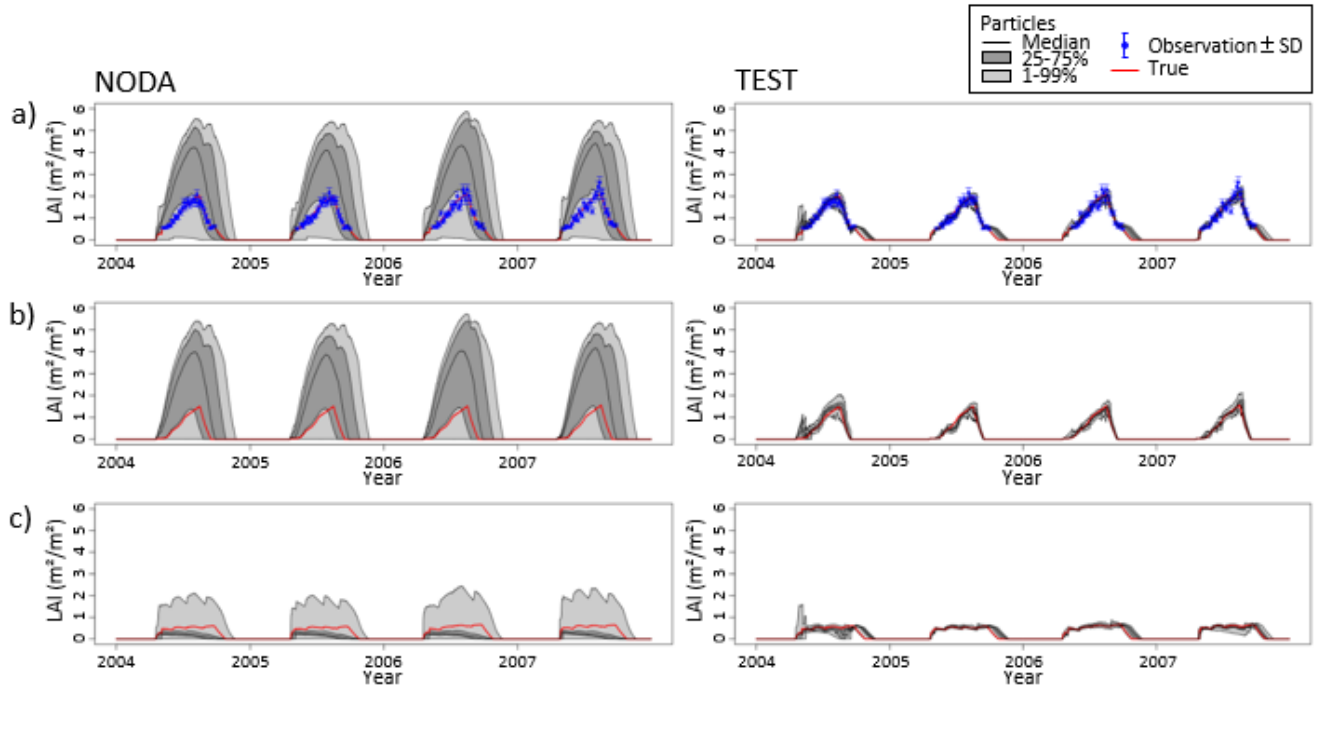 Particles
Median
25-75%
1-99%
Observation ± SD
True
NODA
TEST
a)
LAI (m²/m²)
0 1 2 3 4 5 6
2004 2005 2006 2007
Year
LAI (m²/m²)
0 1 2 3 4 5 6
2004 2005 2006 2007
Year
b)
LAI (m²/m²)
0 1 2 3 4 5 6
2004 2005 2006 2007
Year
LAI (m²/m²)
0 1 2 3 4 5 6
2004 2005 2006 2007
Year
c)
LAI (m²/m²)
0 1 2 3 4 5 6
2004 2005 2006 2007
Year
LAI (m²/m²)
0 1 2 3 4 5 6
2004 2005 2006 2007
Year